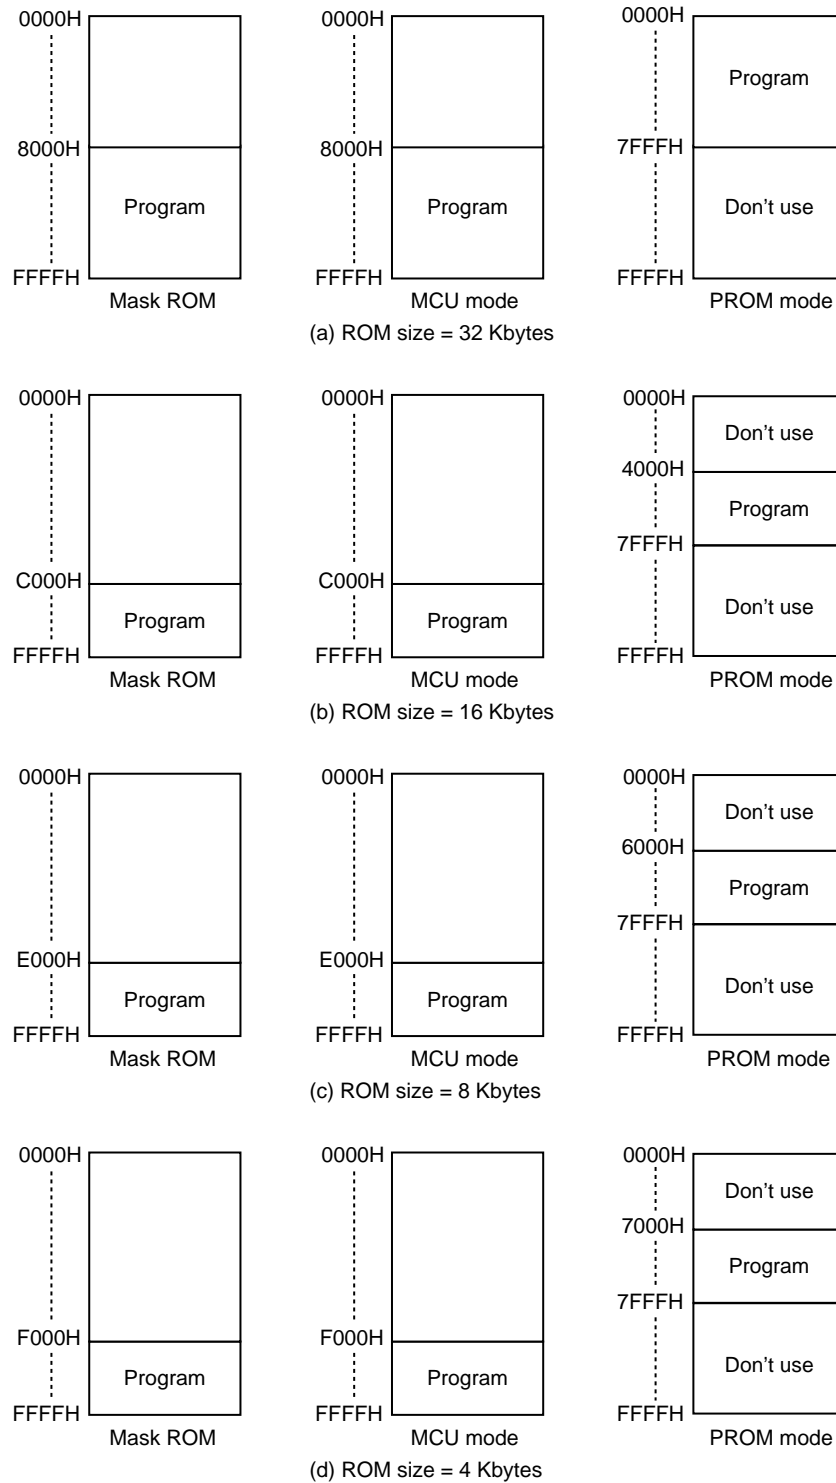 0000H 0000H 0000H
Program
8000H 8000H 7FFFH
Program Program Don't use
FFFFH FFFFH FFFFH
Mask ROM MCU mode PROM mode
(a) ROM size = 32 Kbytes
0000H 0000H 0000H
Don't use
4000H
Program
7FFFH
C000H C000H
Program Program Don't use
FFFFH FFFFH FFFFH
Mask ROM MCU mode PROM mode
(b) ROM size = 16 Kbytes
0000H 0000H 0000H
Don't use
6000H
Program
7FFFH
E000H E000H
Program Program Don't use
FFFFH FFFFH FFFFH
Mask ROM MCU mode PROM mode
(c) ROM size = 8 Kbytes
0000H 0000H 0000H
Don't use
7000H
Program
7FFFH
F000H F000H
Program Program Don't use
FFFFH FFFFH FFFFH
Mask ROM MCU mode PROM mode
(d) ROM size = 4 Kbytes